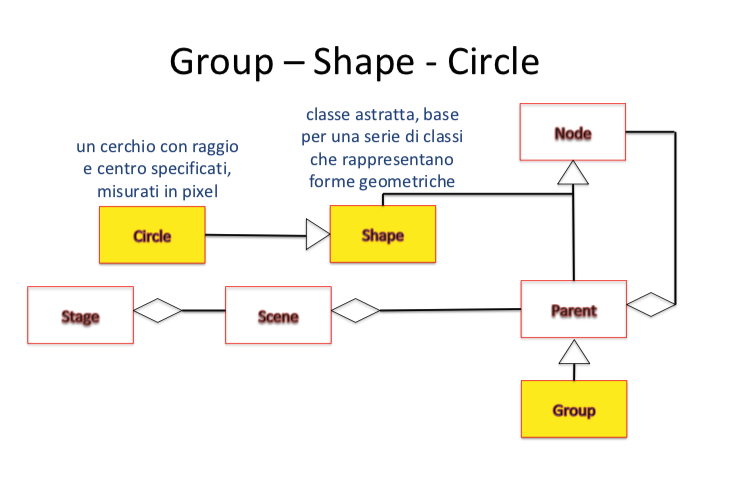 Group – Shape - Circle
un cerchio con raggio
e centro specificati,
misurati in pixel
classe astratta, base
per una serie di classi
che rappresentano
forme geometriche
Node
Circle
Shape
Stage
Scene
Parent
Group